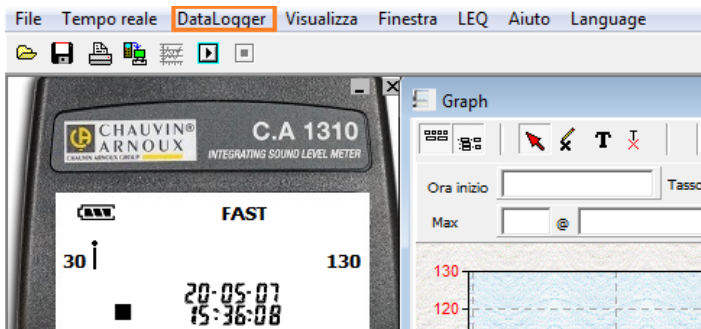 File Tempo reale DataLogger Visualizza Finestra LEQ Aiuto Language
CHAUVIN®
ARNOUX
CHAUVIN ARNOUX GROUP
C.A 1310
INTEGRATING SOUND LEVEL METER
FAST
30
130
20-05-07
15:36:08
Graph
T
T
Ora inizio
Tasso
Max
@
130
120